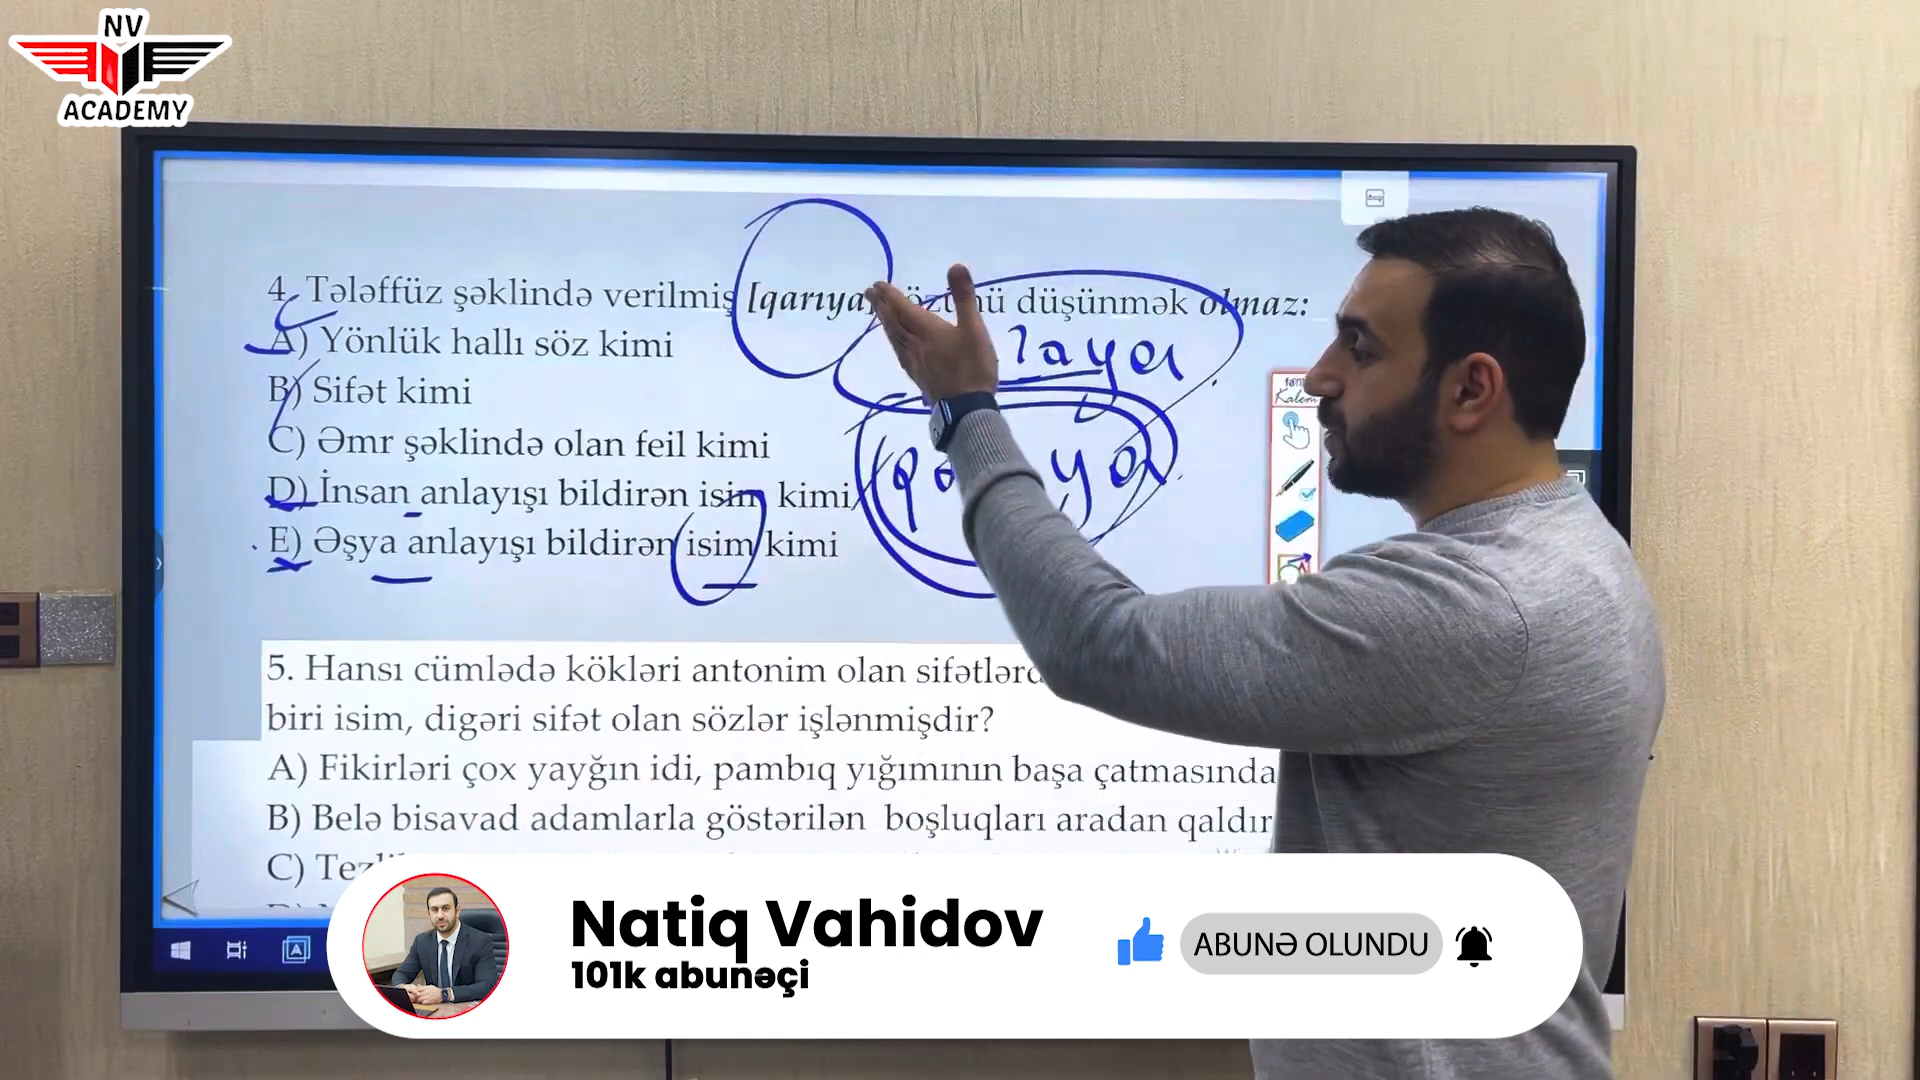 NV
ACADEMY
4. Tələffüz şəklində verilmiş [qarıya] sözünü düşünmək olmaz:
A) Yönlük hallı söz kimi
B) Sifət kimi
C) Əmr şəklində olan feil kimi
D) İnsan anlayışı bildirən isim kimi
E) Əşya anlayışı bildirən isim kimi
Kalem
5. Hansı cümlədə kökləri antonim olan sifətlərd
biri isim, digəri sifət olan sözlər işlənmişdir?
A) Fikirləri çox yayğın idi, pambıq yığımının başa çatmasında
B) Belə bisavad adamlarla göstərilən boşluqları aradan qaldır
C) Tez
Natiq Vahidov
101k abunəçi
ABUNƏ OLUNDU